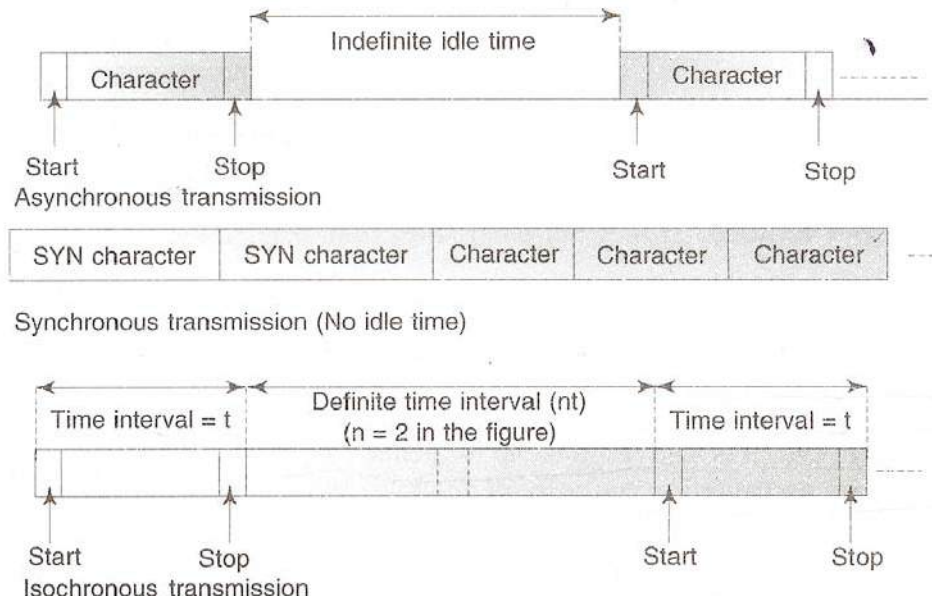 Indefinite idle time
Character Character
Start Stop Start Stop
Asynchronous transmission
SYN character SYN character Character Character Character
Synchronous transmission (No idle time)
Time interval = t Definite time interval (nt) Time interval = t
(n = 2 in the figure)
Start Stop Start Stop
Isochronous transmission